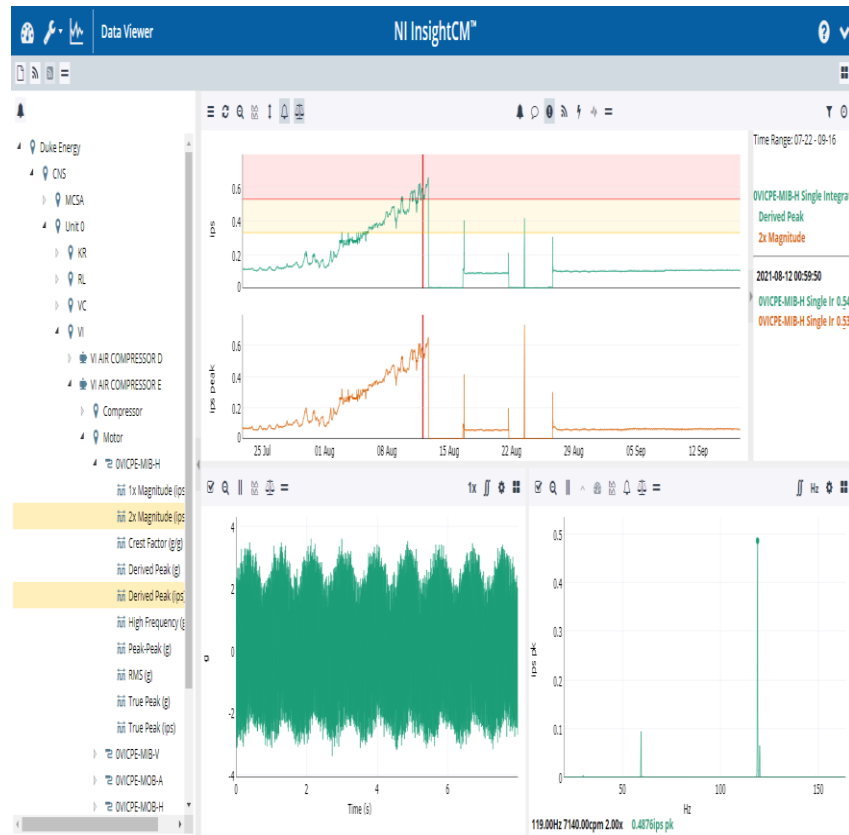 Data Viewer
NI InsightCM™
Duke Energy
CNS
MCSA
Unit 0
KR
RL
VC
VI
VI AIR COMPRESSOR D
VI AIR COMPRESSOR E
Compressor
Motor
0VICPE-MIB-H
1x Magnitude (ips
2x Magnitude (ips
Crest Factor (g/g)
Derived Peak (g)
Derived Peak (ips)
High Frequency (g
Peak-Peak (g)
RMS (g)
True Peak (g)
True Peak (ips)
0VICPE-MIB-V
0VICPE-MOB-A
0VICPE-MOB-H
ips
0.6
0.4
0.2
0
ips peak
0.6
0.4
0.2
0
25 Jul 01 Aug 08 Aug 15 Aug 22 Aug 29 Aug 05 Sep 12 Sep
Time Range: 07-22 - 09-16
0VICPE-MIB-H Single Integra
Derived Peak
2x Magnitude
2021-08-12 00:59:50
0VICPE-MIB-H Single Ir 0.54
0VICPE-MIB-H Single Ir 0.53
1x
g
4
2
0
-2
-4
0 2 4 6
Time (s)
Hz
ips pk
0.5
0.4
0.3
0.2
0.1
0
50 100 150
Hz
119.00Hz 7140.00cpm 2.00x 0.4876ips pk